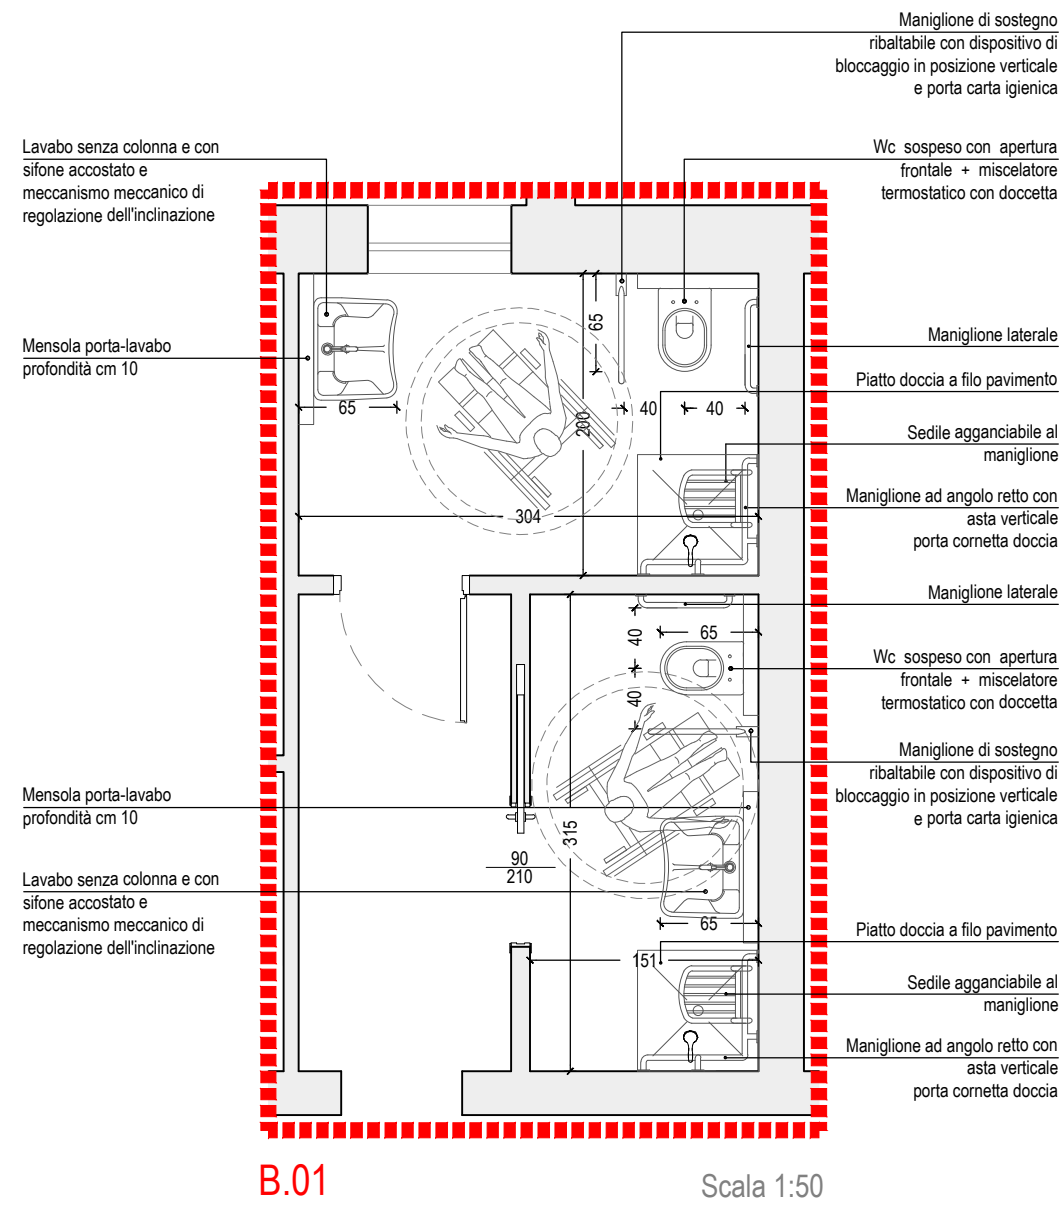 Maniglione di sostegno
ribaltabile con dispositivo di
bloccaggio in posizione verticale
e porta carta igienica
Lavabo senza colonna e con
sifone accostato e
meccanismo meccanico di
regolazione dell'inclinazione
Wc sospeso con apertura
frontale + miscelatore
termostatico con doccetta
Mensola porta-lavabo
profondità cm 10
Maniglione laterale
Piatto doccia a filo pavimento
Sedile agganciabile al
maniglione
Maniglione ad angolo retto con
asta verticale
porta cornetta doccia
65
65
40
40
200
304
Maniglione laterale
Wc sospeso con apertura
frontale + miscelatore
termostatico con doccetta
Maniglione di sostegno
ribaltabile con dispositivo di
bloccaggio in posizione verticale
e porta carta igienica
40
65
40
Mensola porta-lavabo
profondità cm 10
Lavabo senza colonna e con
sifone accostato e
meccanismo meccanico di
regolazione dell'inclinazione
315
90
210
65
151
Piatto doccia a filo pavimento
Sedile agganciabile al
maniglione
Maniglione ad angolo retto con
asta verticale
porta cornetta doccia
B.01
Scala 1:50